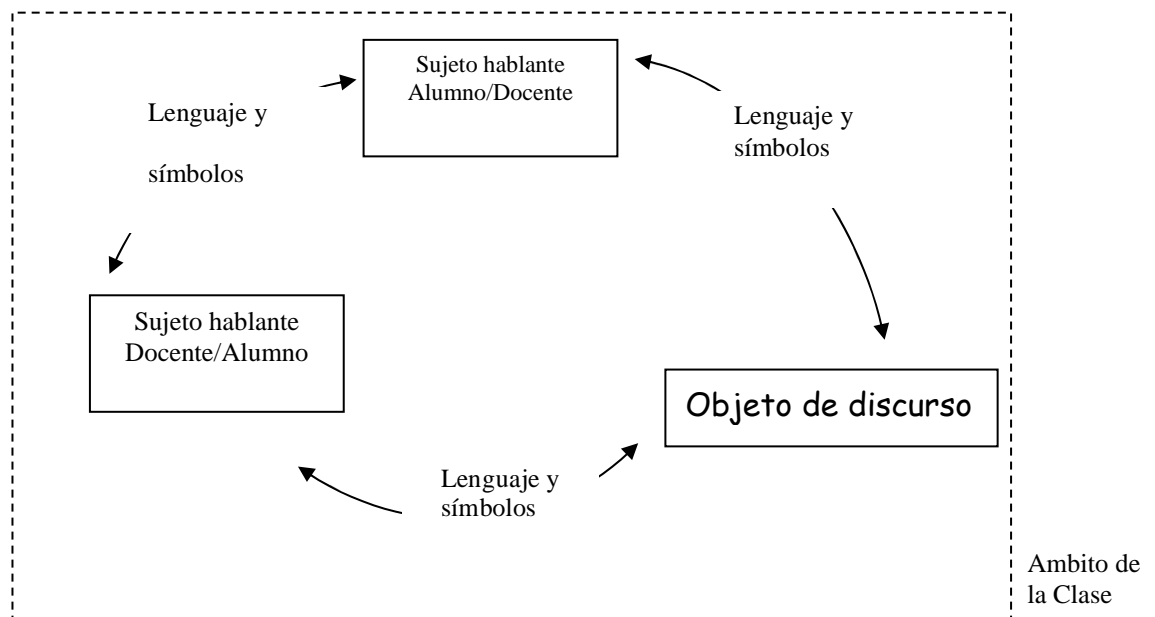 Sujeto hablante
Alumno/Docente
Lenguaje y
símbolos
Lenguaje y
símbolos
Sujeto hablante
Docente/Alumno
Objeto de discurso
Lenguaje y
símbolos
Ambito de
la Clase